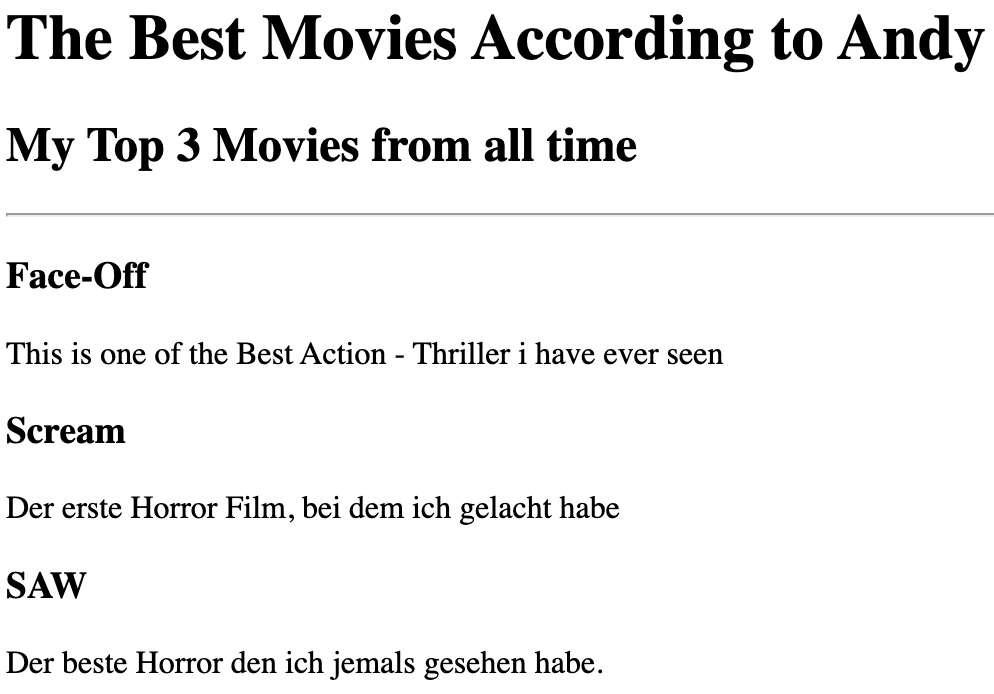 The Best Movies According to Andy
My Top 3 Movies from all time
Face-Off
This is one of the Best Action - Thriller i have ever seen
Scream
Der erste Horror Film, bei dem ich gelacht habe
SAW
Der beste Horror den ich jemals gesehen habe.